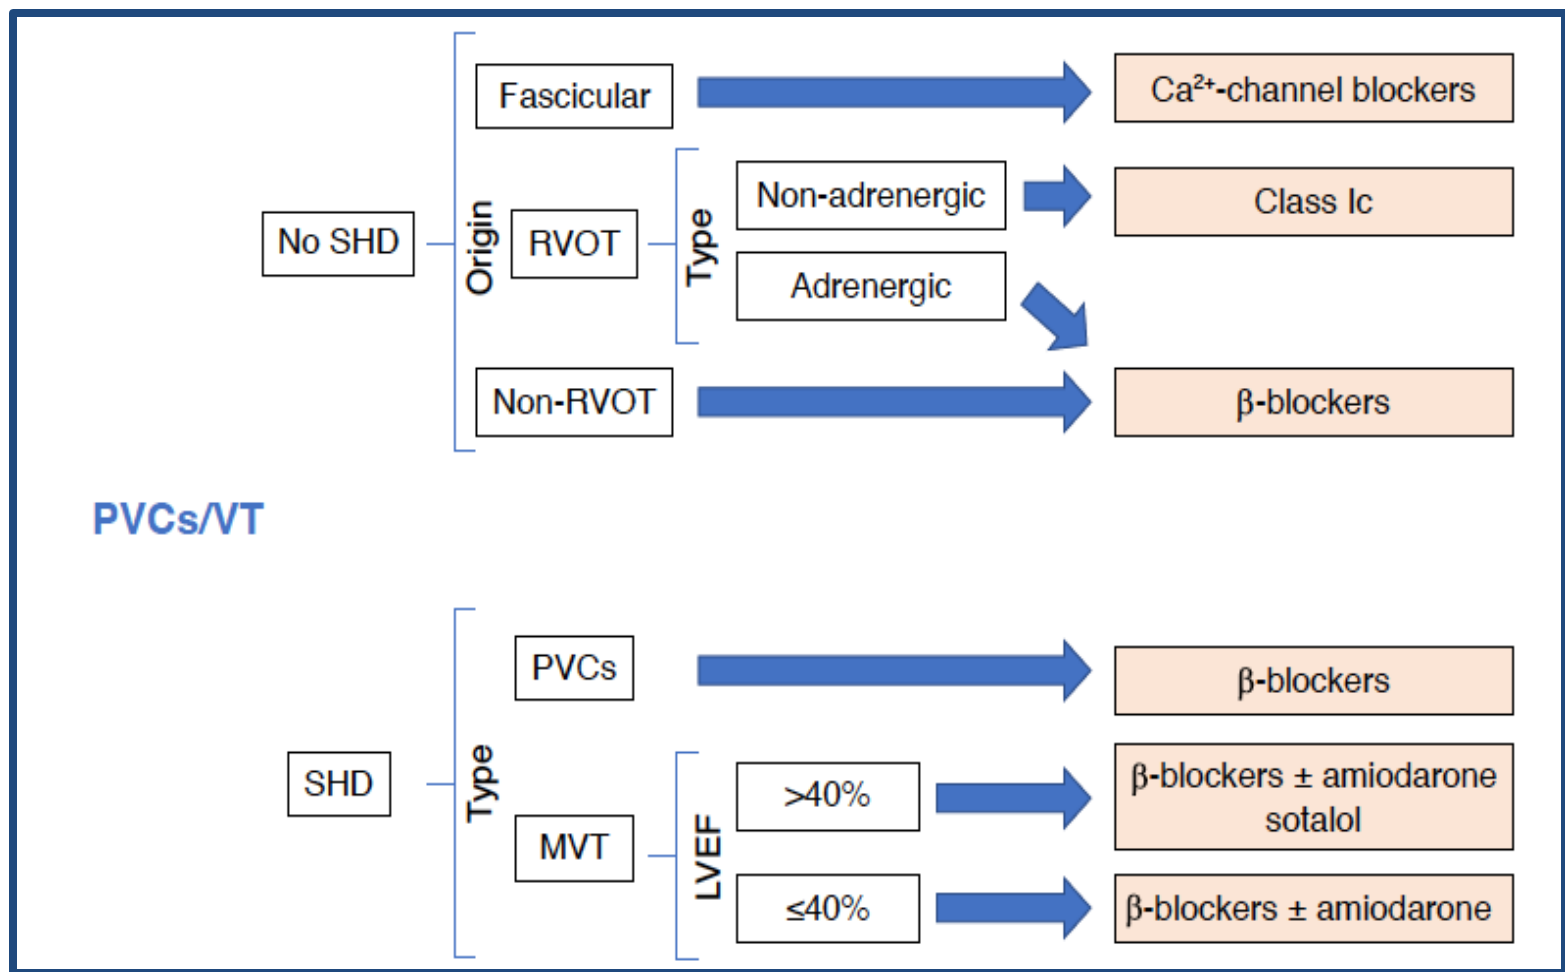 Fascicular
Ca²⁺-channel blockers
No SHD
Origin
RVOT
Type
Non-adrenergic
Class Ic
Adrenergic
Non-RVOT
β-blockers
PVCs/VT
SHD
Type
PVCs
β-blockers
MVT
LVEF
>40%
β-blockers ± amiodarone
sotalol
≤40%
β-blockers ± amiodarone